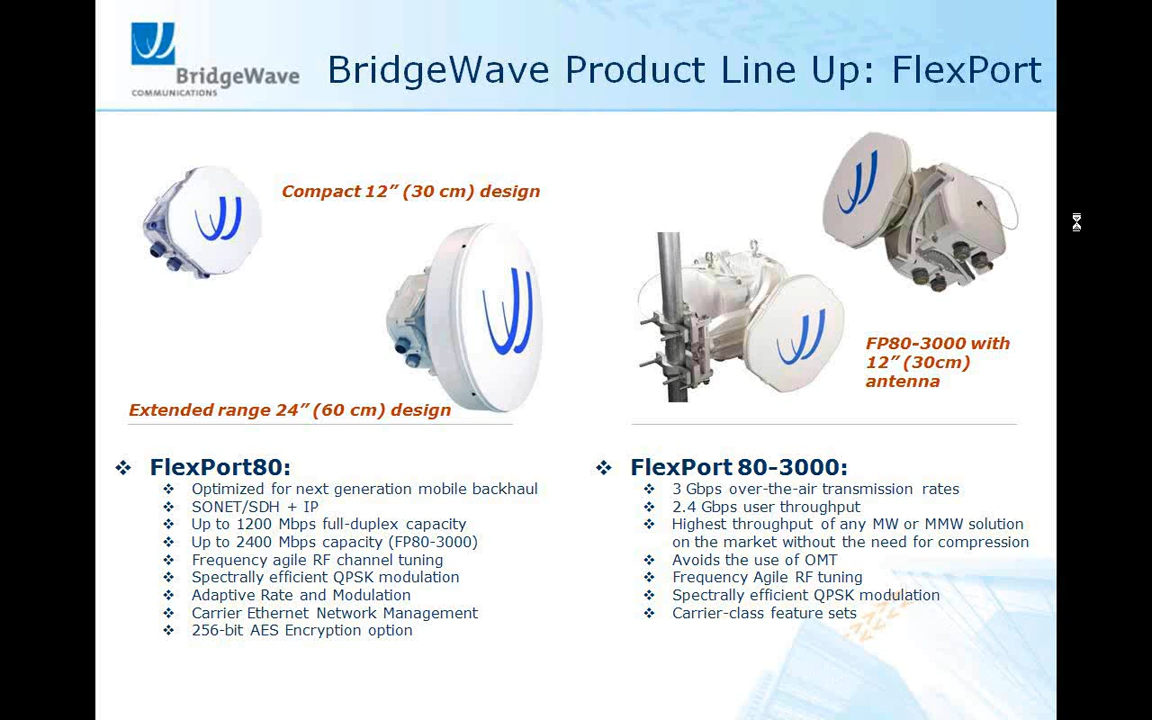 BridgeWave
COMMUNICATIONS
BridgeWave Product Line Up: FlexPort
Compact 12” (30 cm) design
Extended range 24” (60 cm) design
FP80-3000 with
12” (30cm)
antenna
❖ FlexPort80:
❖ Optimized for next generation mobile backhaul
❖ SONET/SDH + IP
❖ Up to 1200 Mbps full-duplex capacity
❖ Up to 2400 Mbps capacity (FP80-3000)
❖ Frequency agile RF channel tuning
❖ Spectrally efficient QPSK modulation
❖ Adaptive Rate and Modulation
❖ Carrier Ethernet Network Management
❖ 256-bit AES Encryption option
❖ FlexPort 80-3000:
❖ 3 Gbps over-the-air transmission rates
❖ 2.4 Gbps user throughput
❖ Highest throughput of any MW or MMW solution
on the market without the need for compression
❖ Avoids the use of OMT
❖ Frequency Agile RF tuning
❖ Spectrally efficient QPSK modulation
❖ Carrier-class feature sets